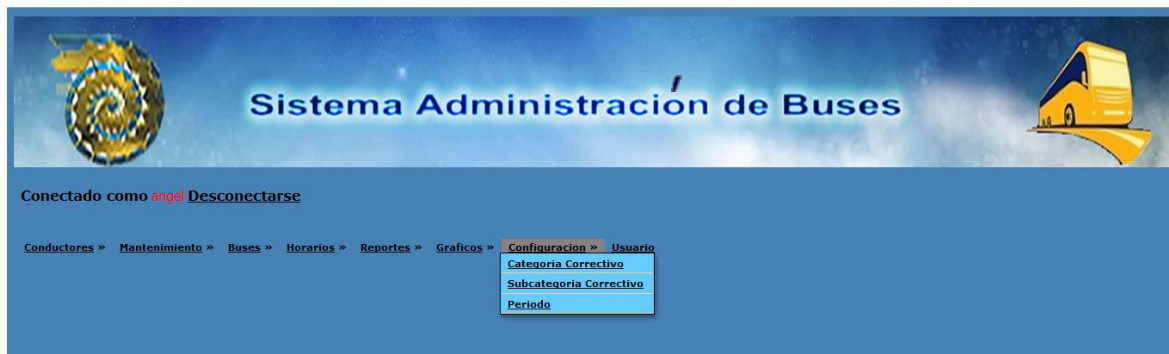 Sistema Administración de Buses
Conectado como angel Desconectarse
Conductores » Mantenimiento » Buses » Horarios » Reportes » Graficos » Configuracion » Usuario
Categoria Correctivo
Subcategoria Correctivo
Periodo